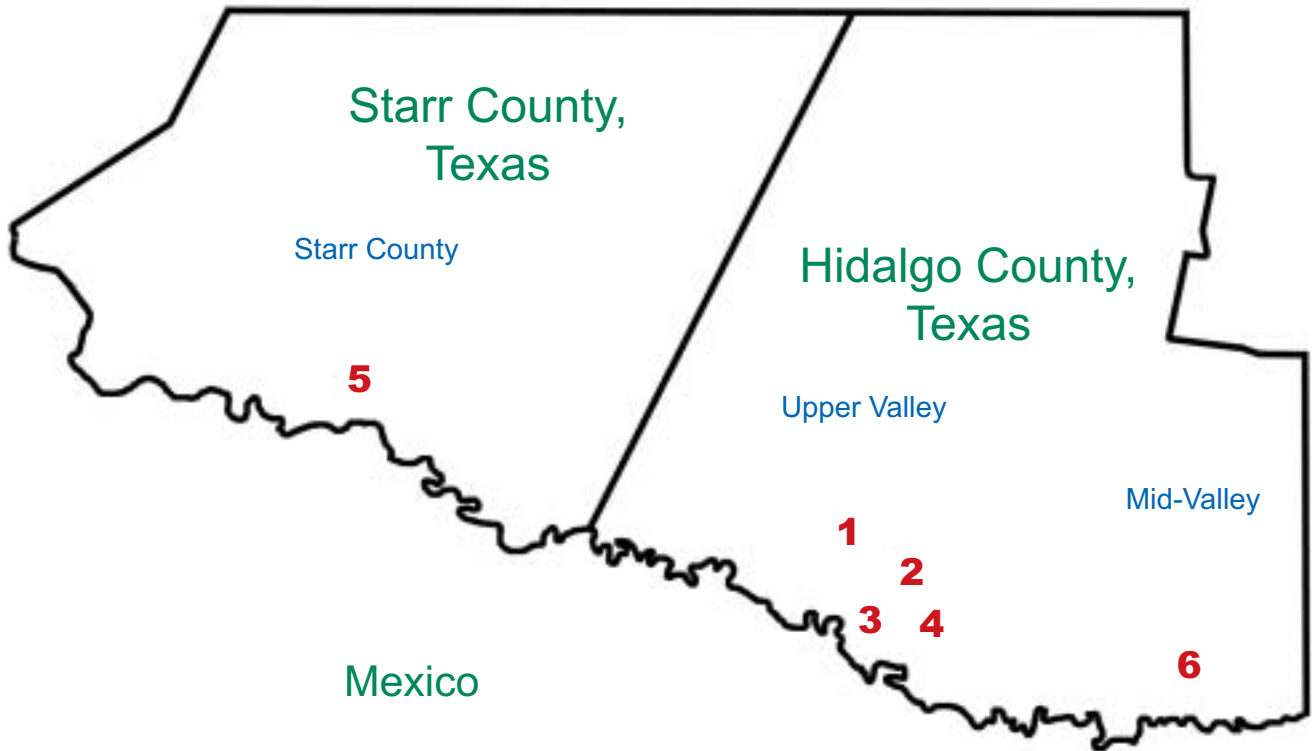 Starr County,
Texas
Starr County
Hidalgo County,
Texas
5
Upper Valley
Mid-Valley
1
2
3
4
6
Mexico